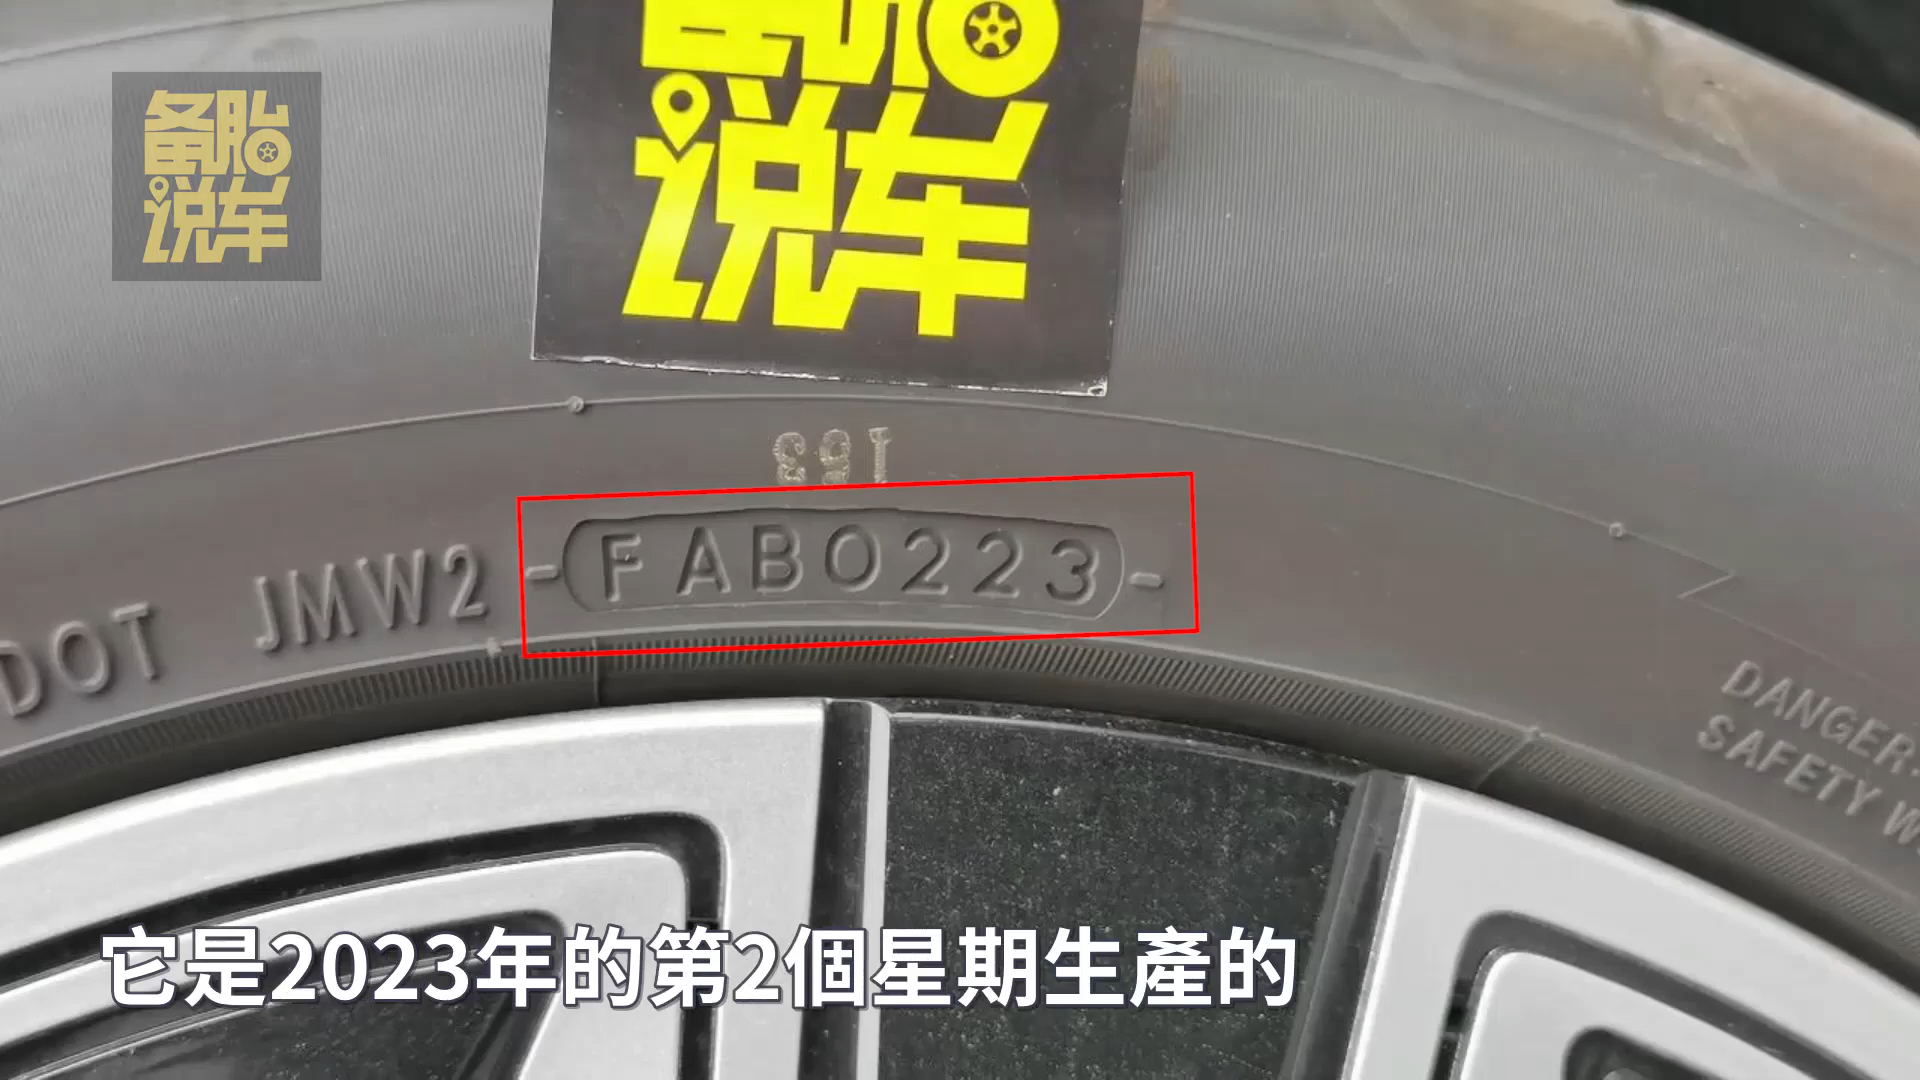 备胎
说车
备胎
说车
163
DOT JMW2 -FAB0223-
DANGER
SAFETY
它是2023年的第2個星期生產的